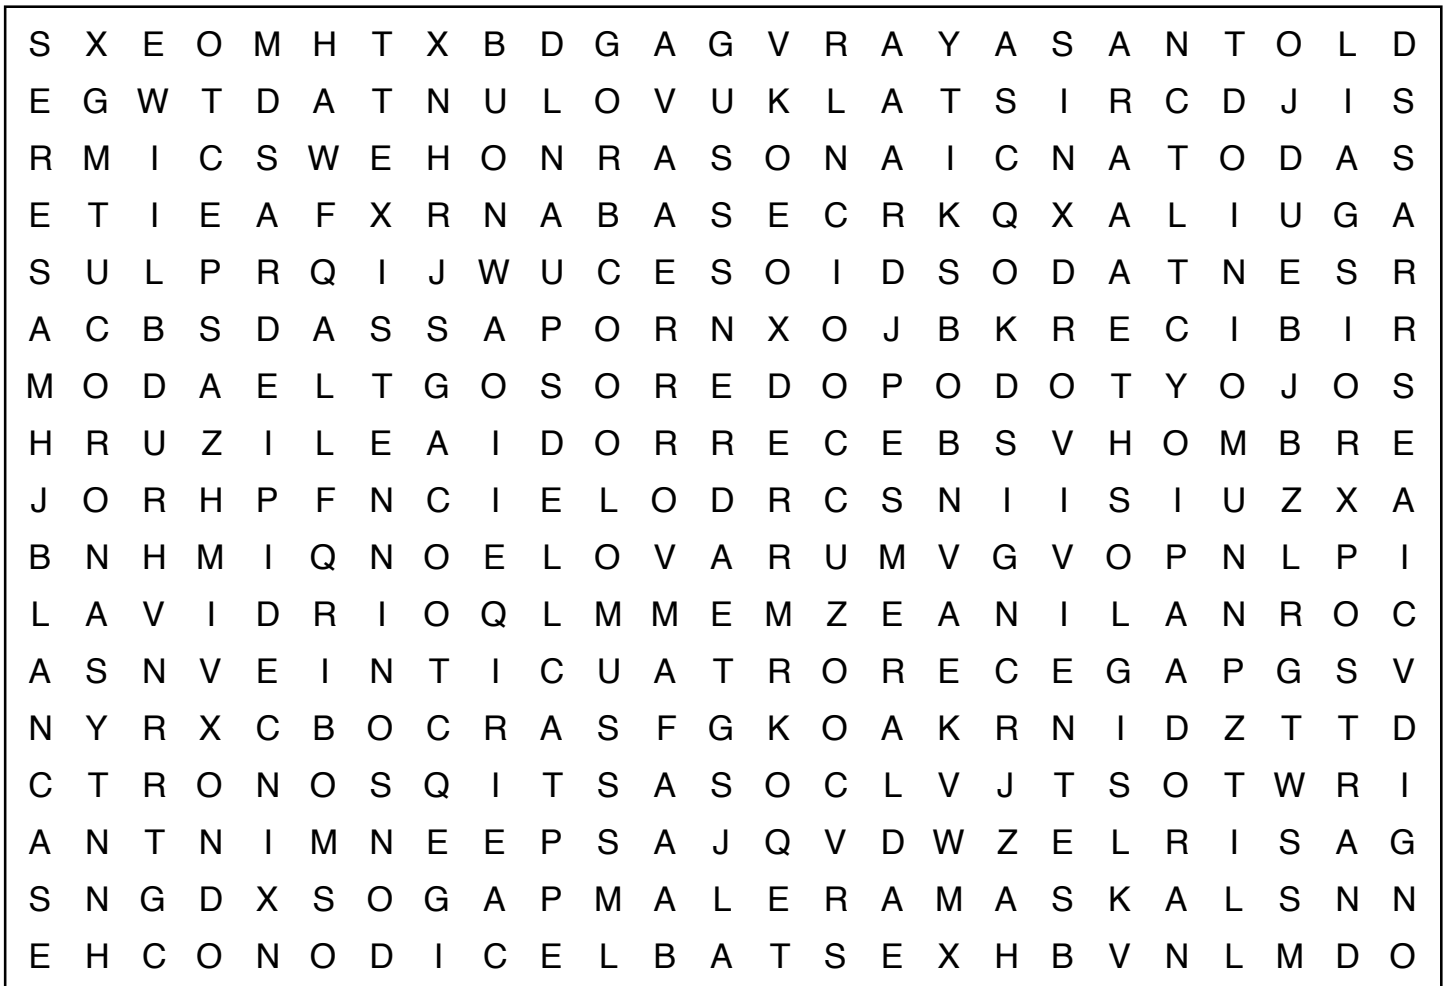 S X E O M H T X B D G A G V R A Y A S A N T O L D
E G W T D A T N U L O V U K L A T S I R C D J I S
R M I C S W E H O N R A S O N A I C N A T O D A S
E T I E A F X R N A B A S E C R K Q X A L I U G A
S U L P R Q I J W U C E S O I D S O D A T N E S R
A C B S D A S S A P O R N X O J B K R E C I B I R
M O D A E L T G O S O R E D O P O D O T Y O J O S
H R U Z I L E A I D O R R E C E B S V H O M B R E
J O R H P F N C I E L O D R C S N I I S I U Z X A
B N H M I Q N O E L O V A R U M V G V O P N L P I
L A V I D R I O Q L M M E M Z E A N I L A N R O C
A S N V E I N T I C U A T R O R E C E G A P G S V
N Y R X C B O C R A S F G K O A K R N I D Z T T D
C T R O N O S Q I T S A S O C L V J T S O T W R I
A N T N I M N E E P S A J Q V D W Z E L R I S A G
S N G D X S O G A P M A L E R A M A S K A L S N N
E H C O N O D I C E L B A T S E X H B V N L M D O